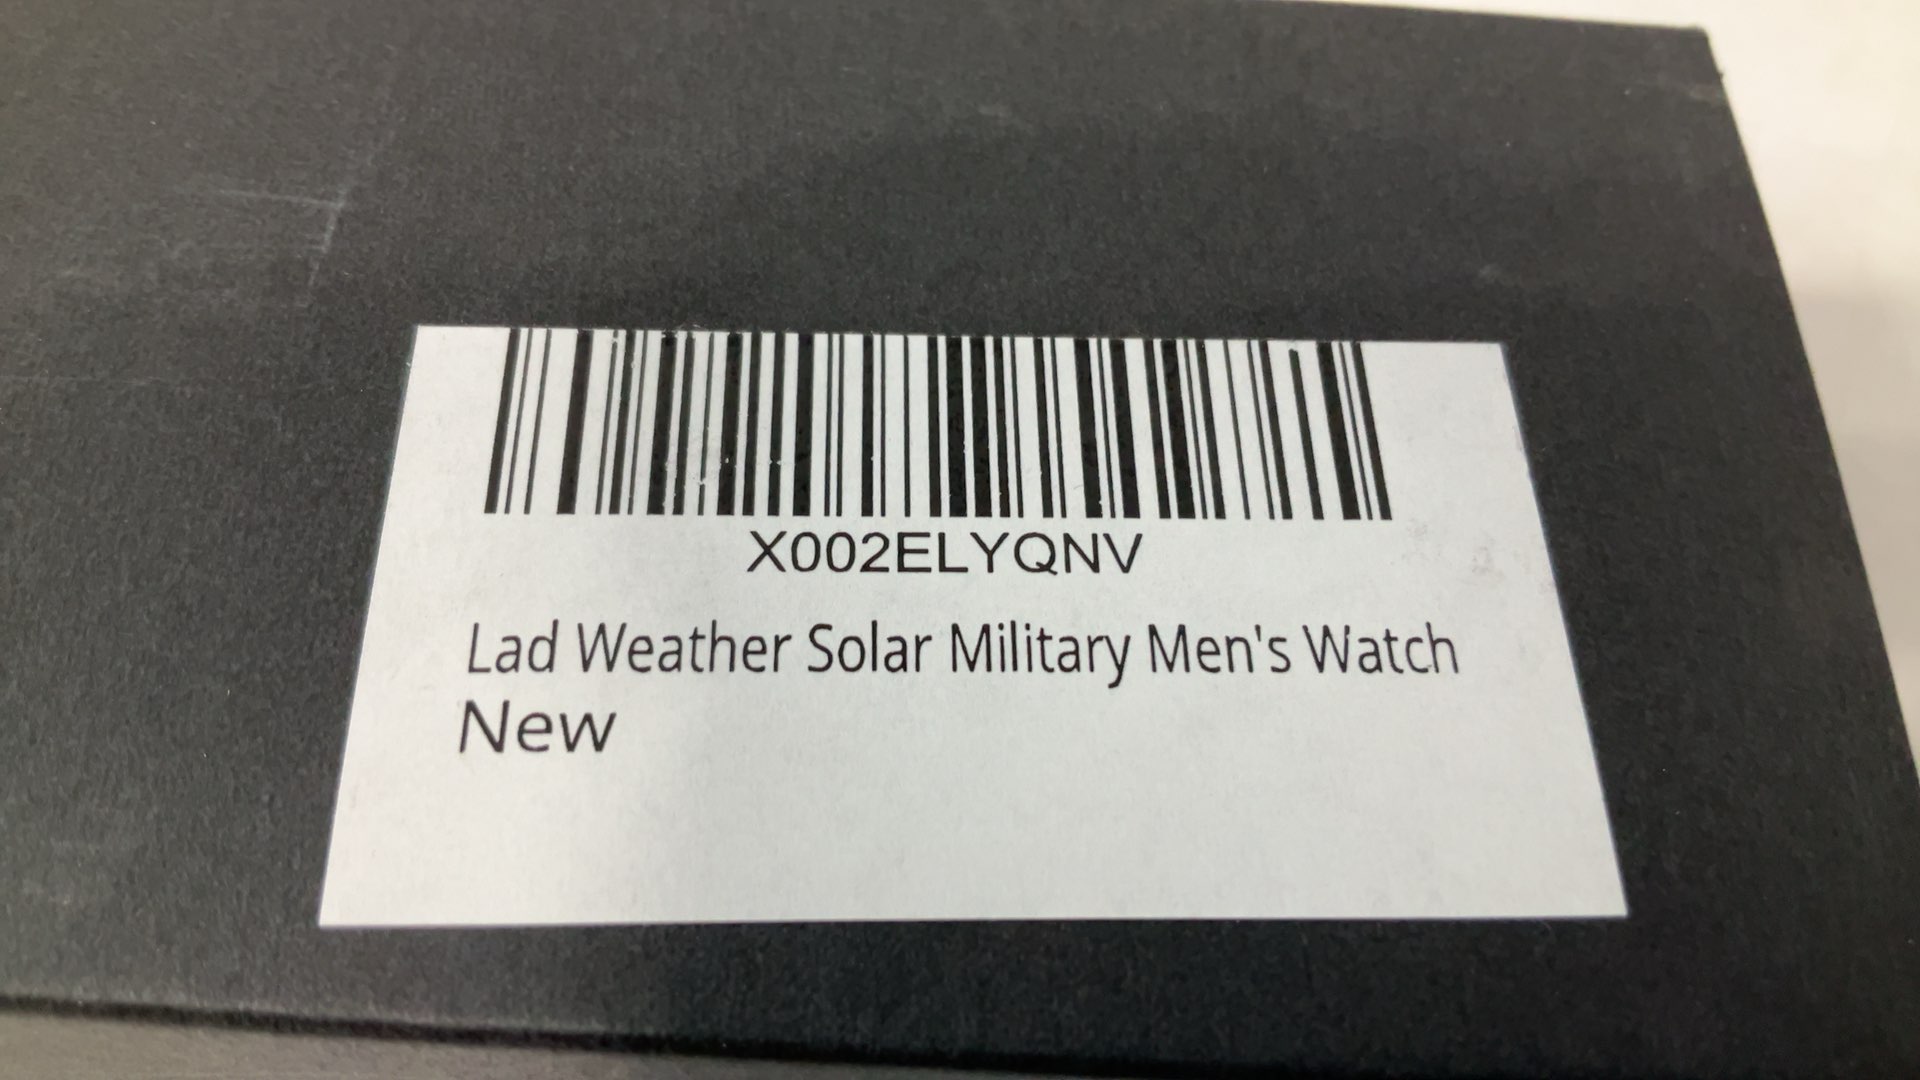 X002ELYQNV
Lad Weather Solar Military Men's Watch
New